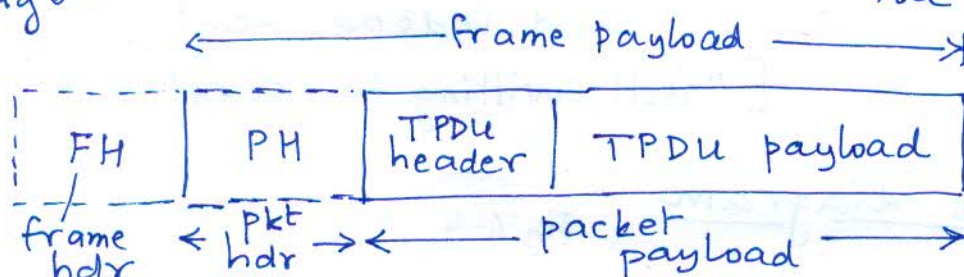 frame payload
FH
PH
TPDU header
TPDU payload
frame hdr
pkt hdr
packet payload